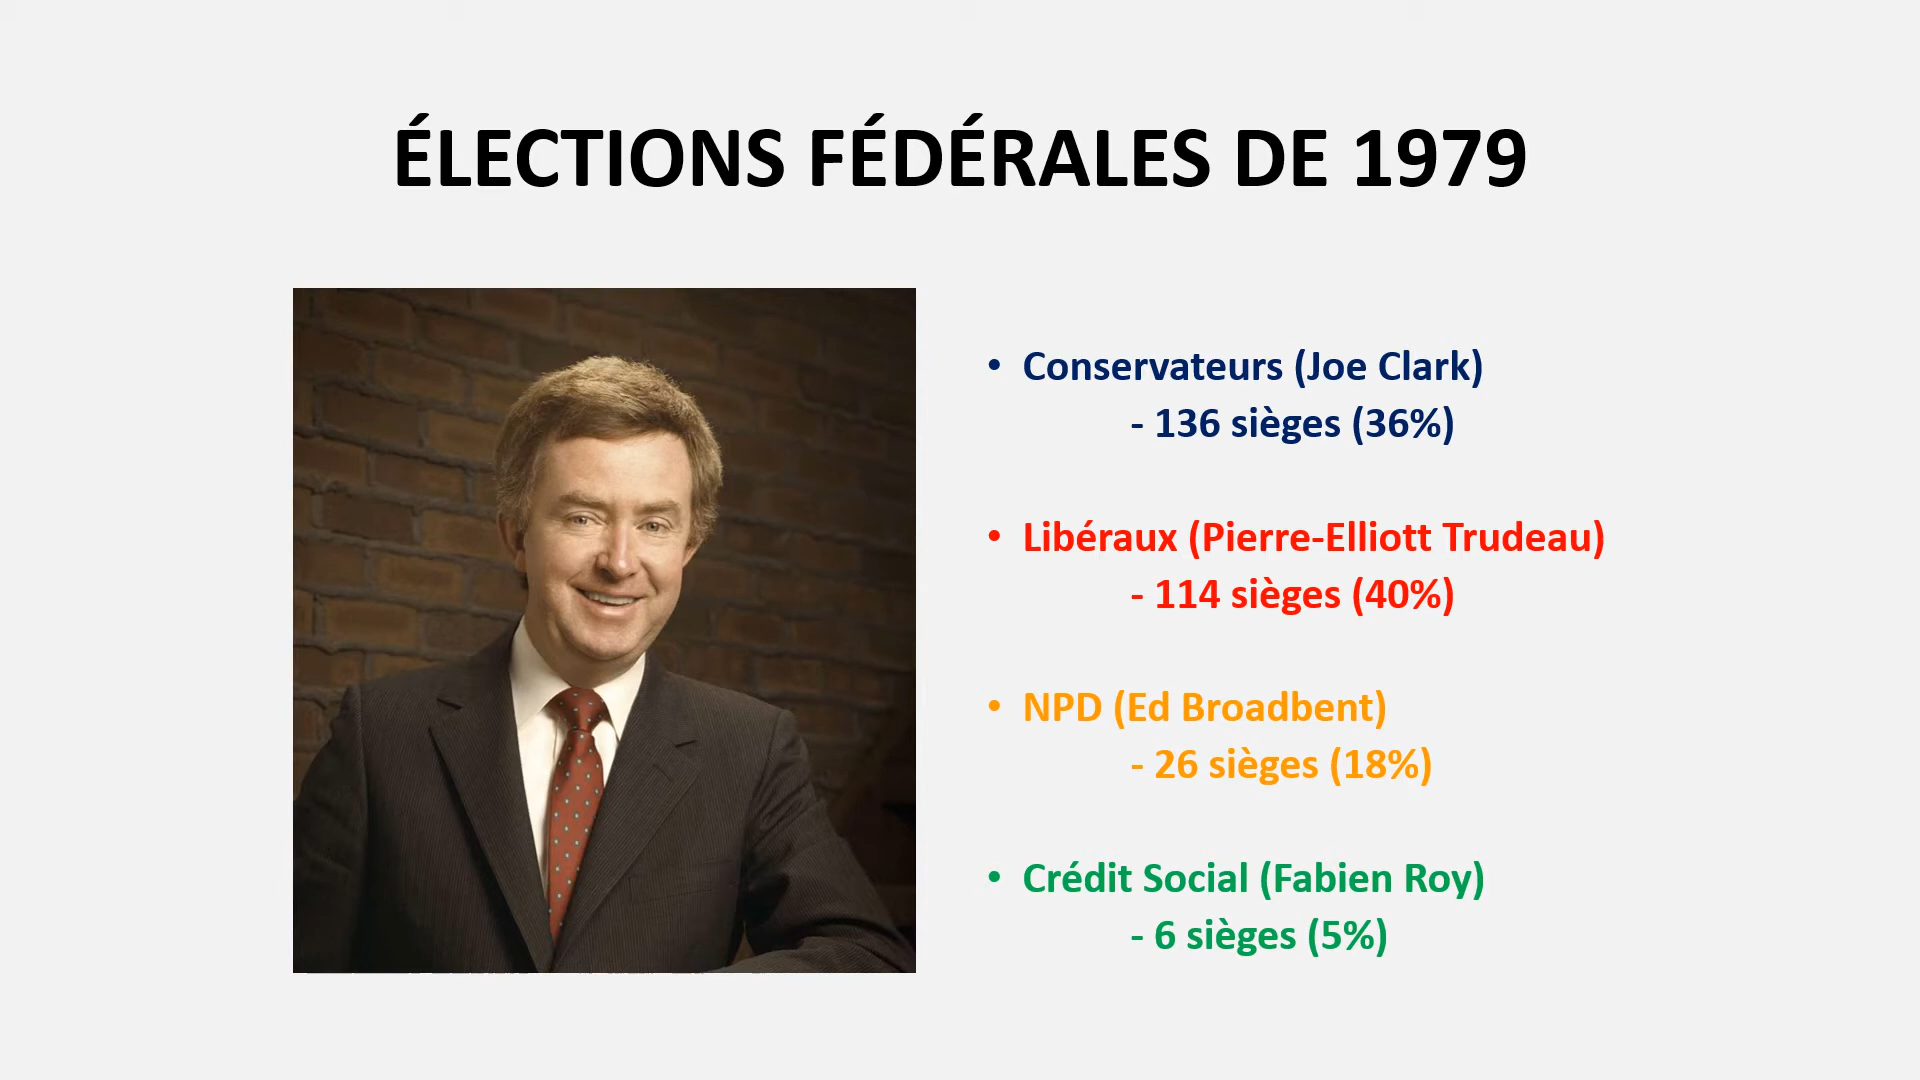 ÉLECTIONS FÉDÉRALES DE 1979
• Conservateurs (Joe Clark)
- 136 sièges (36%)
• Libéraux (Pierre-Elliott Trudeau)
- 114 sièges (40%)
• NPD (Ed Broadbent)
- 26 sièges (18%)
• Crédit Social (Fabien Roy)
- 6 sièges (5%)